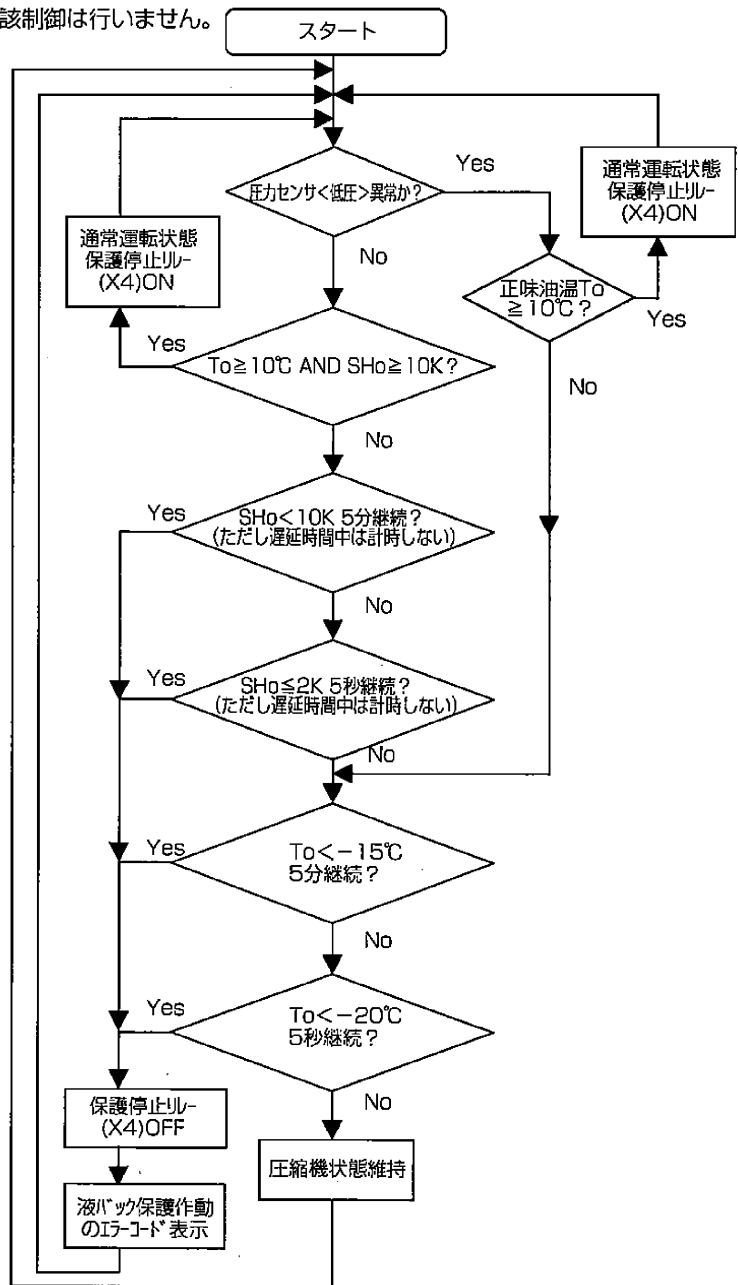 該制御は行いません。
スタート
圧力センサ<低圧>異常か?
Yes
No
通常運転状態
保護停止リレー
(X4)ON
正味油温To
≧10℃?
Yes
No
通常運転状態
保護停止リレー
(X4)ON
Yes
To≧10℃ AND SHo≧10K?
No
Yes
SHo<10K 5分継続?
(ただし遅延時間中は計時しない)
No
Yes
SHo≦2K 5秒継続?
(ただし遅延時間中は計時しない)
No
Yes
To<-15℃
5分継続?
No
Yes
To<-20℃
5秒継続?
No
保護停止リレー
(X4)OFF
圧縮機状態維持
液バック保護作動
のエラーコード表示